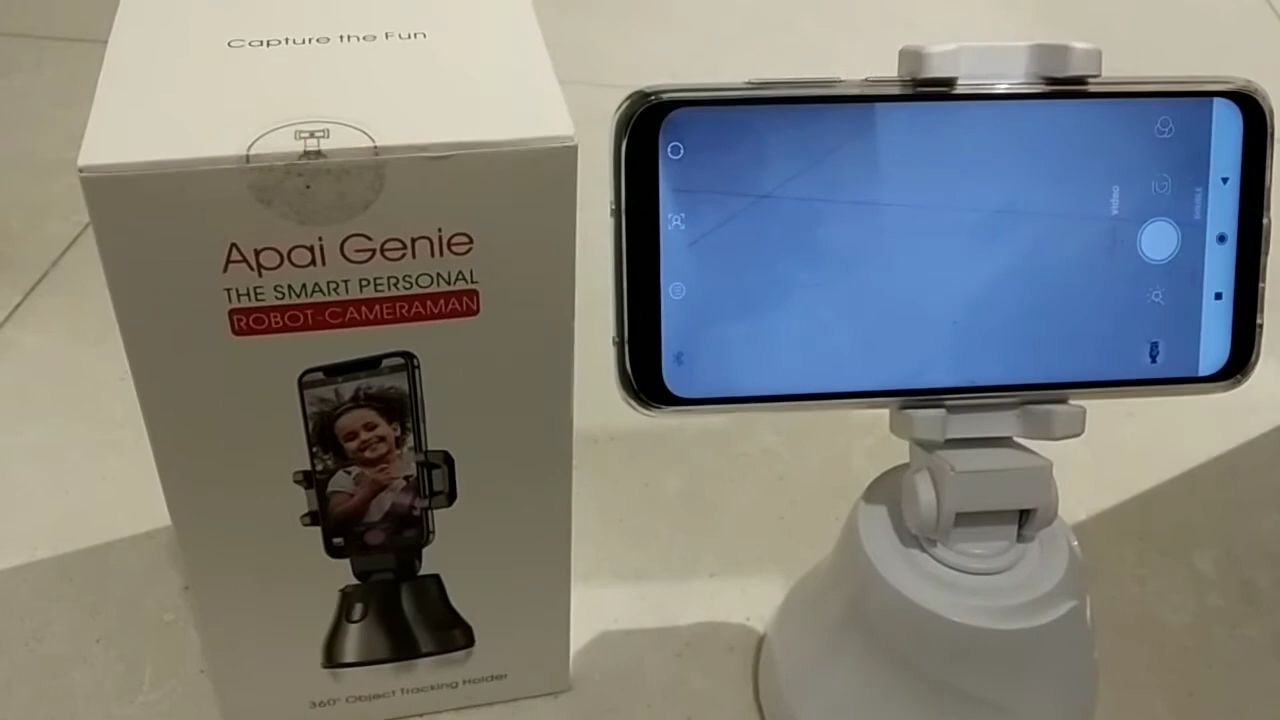 Capture the Fun
Apai Genie
THE SMART PERSONAL
ROBOT-CAMERAMAN
360° Object Tracking Holder
video